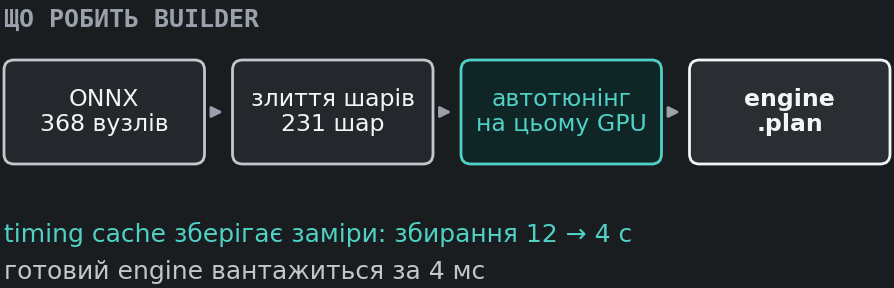 ЩО РОБИТЬ BUILDER
ONNX
368 вузлів
злиття шарів
231 шар
автотюнінг
на цьому GPU
engine
.plan
timing cache зберігає заміри: збирання 12 → 4 с
готовий engine вантажиться за 4 мс